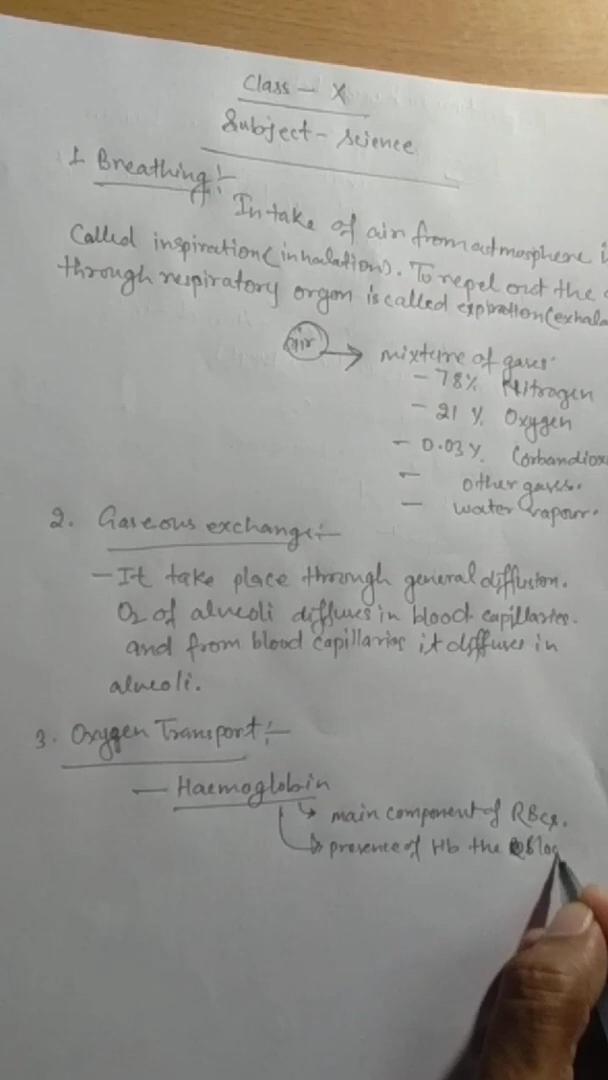 Class - X
Subject - Science
1 Breathing :-
Intake of air from atmosphere
Called inspiration (inhalation). To repel out the
through respiratory organ is called expiration (exhala
air → mixture of gases
- 78% Nitrogen
- 21 % Oxygen
- 0.03 % Carbandiox
- other gases.
- water vapour.
2. Gaseous exchange :-
- It take place through general diffusion.
O2 of alveoli diffuses in blood capillaries.
and from blood capillaries it diffuses in
alveoli.
3. Oxygen Transport :-
- Haemoglobin
→ main component of RBCs.
→ presence of Hb the bloo